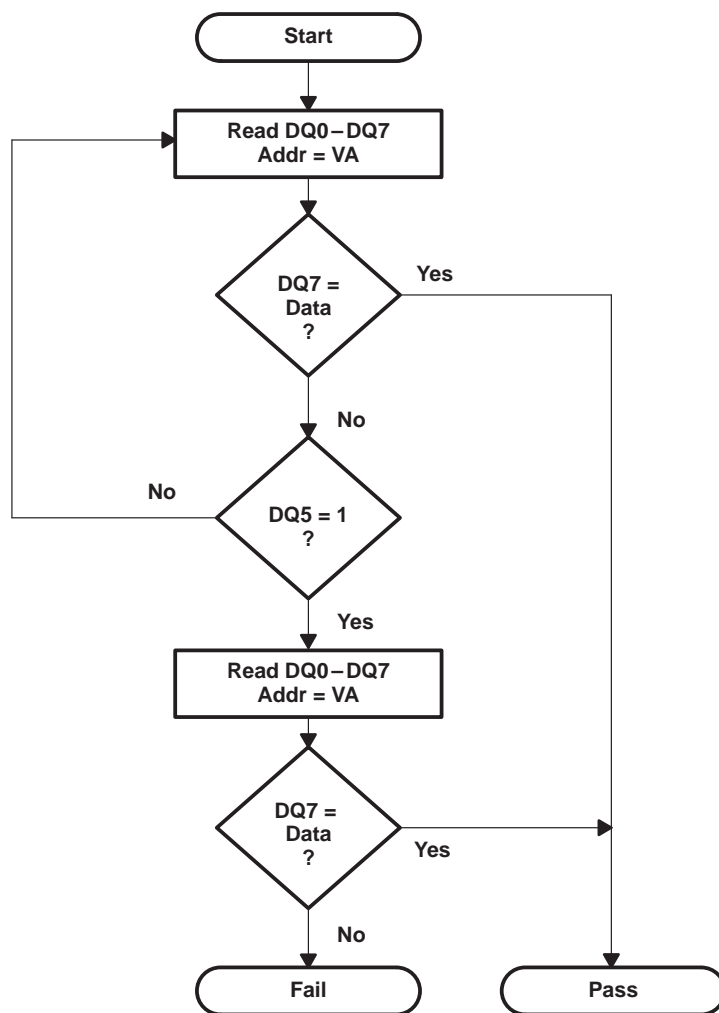 Start
Read DQ0–DQ7
Addr = VA
DQ7 =
Data
?
Yes
No
DQ5 = 1
?
No
Yes
Read DQ0–DQ7
Addr = VA
DQ7 =
Data
?
Yes
No
Fail
Pass